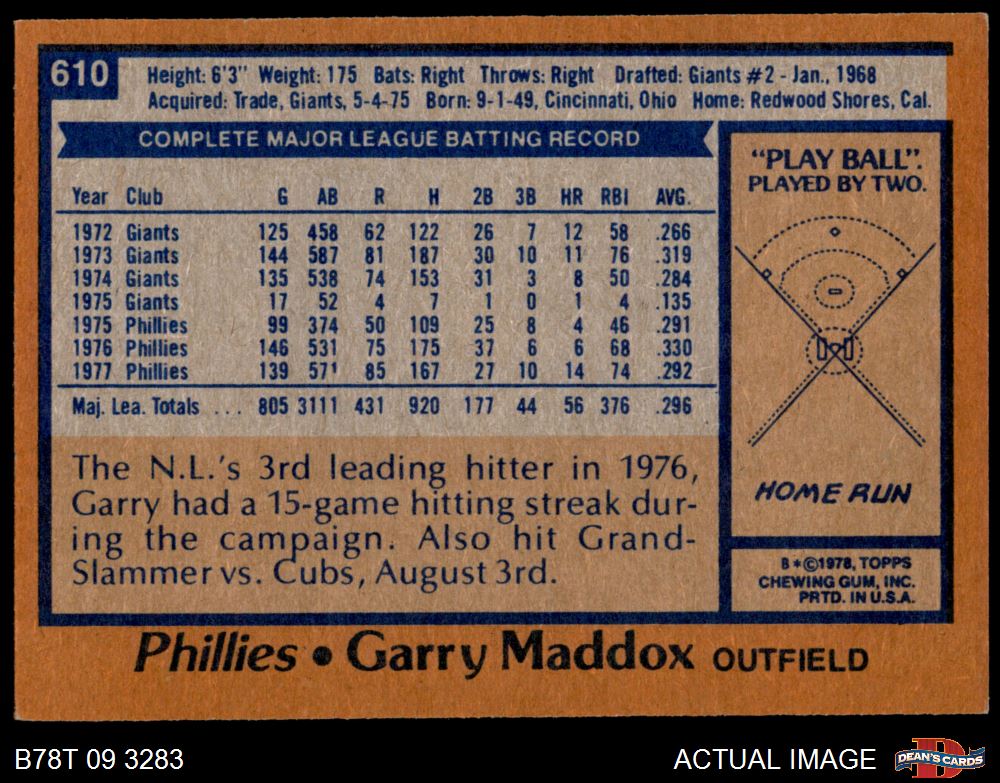 610
Height: 6'3" Weight: 175 Bats: Right Throws: Right Drafted: Giants #2 - Jan., 1968
Acquired: Trade, Giants, 5-4-75 Born: 9-1-49, Cincinnati, Ohio Home: Redwood Shores, Cal.
COMPLETE MAJOR LEAGUE BATTING RECORD
Year Club G AB R H 2B 3B HR RBI AVG.
1972 Giants 125 458 62 122 26 7 12 58 .266
1973 Giants 144 587 81 187 30 10 11 76 .319
1974 Giants 135 538 74 153 31 3 8 50 .284
1975 Giants 17 52 4 7 1 0 1 4 .135
1975 Phillies 99 374 50 109 25 8 4 46 .291
1976 Phillies 146 531 75 175 37 6 6 68 .330
1977 Phillies 139 571 85 167 27 10 14 74 .292
Maj. Lea. Totals ... 805 3111 431 920 177 44 56 376 .296
The N.L.'s 3rd leading hitter in 1976,
Garry had a 15-game hitting streak dur-
ing the campaign. Also hit Grand-
Slammer vs. Cubs, August 3rd.
"PLAY BALL".
PLAYED BY TWO.
HOME RUN
B*©1978, TOPPS
CHEWING GUM, INC.
PRTD. IN U.S.A.
Phillies • Garry Maddox OUTFIELD
B78T 09 3283
ACTUAL IMAGE
D
DEAN'S CARDS